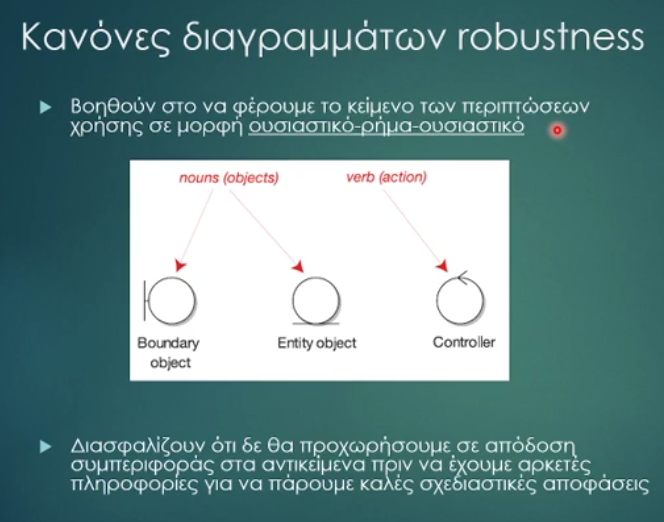 Κανόνες διαγραμμάτων robustness
Βοηθούν στο να φέρουμε το κείμενο των περιπτώσεων
χρήσης σε μορφή ουσιαστικό-ρήμα-ουσιαστικό
nouns (objects) verb (action)
Boundary object Entity object Controller
Διασφαλίζουν ότι δε θα προχωρήσουμε σε απόδοση
συμπεριφοράς στα αντικείμενα πριν να έχουμε αρκετές
πληροφορίες για να πάρουμε καλές σχεδιαστικές αποφάσεις